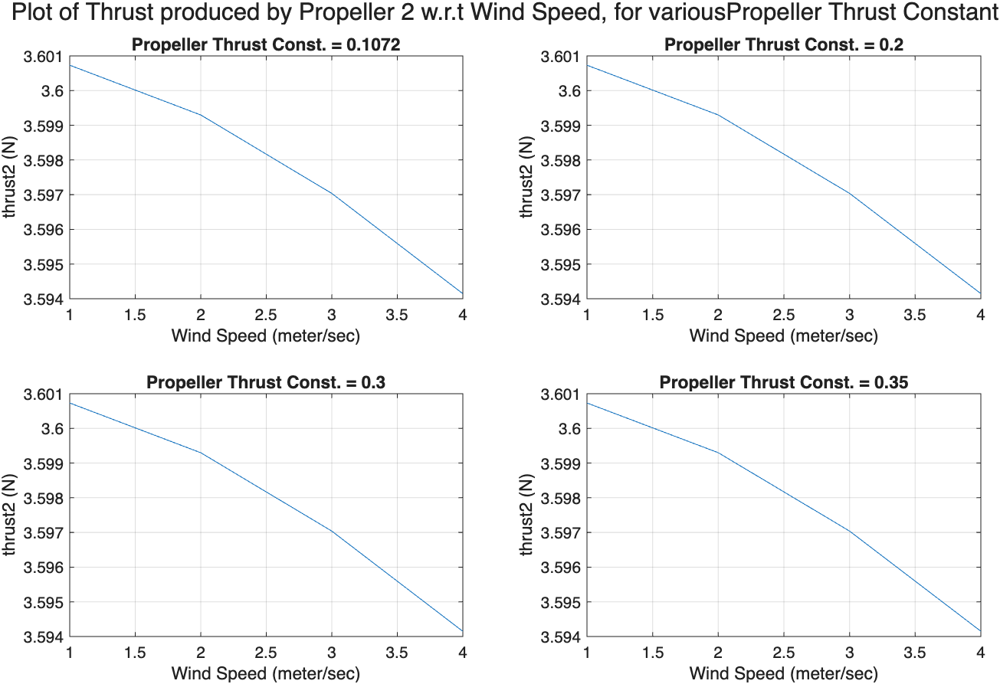 Plot of Thrust produced by Propeller 2 w.r.t Wind Speed, for variousPropeller Thrust Constant
Propeller Thrust Const. = 0.1072
3.601
3.6
3.599
3.598
3.597
3.596
3.595
3.594
thrust2 (N)
1 1.5 2 2.5 3 3.5 4
Wind Speed (meter/sec)
Propeller Thrust Const. = 0.2
3.601
3.6
3.599
3.598
3.597
3.596
3.595
3.594
thrust2 (N)
1 1.5 2 2.5 3 3.5 4
Wind Speed (meter/sec)
Propeller Thrust Const. = 0.3
3.601
3.6
3.599
3.598
3.597
3.596
3.595
3.594
thrust2 (N)
1 1.5 2 2.5 3 3.5 4
Wind Speed (meter/sec)
Propeller Thrust Const. = 0.35
3.601
3.6
3.599
3.598
3.597
3.596
3.595
3.594
thrust2 (N)
1 1.5 2 2.5 3 3.5 4
Wind Speed (meter/sec)